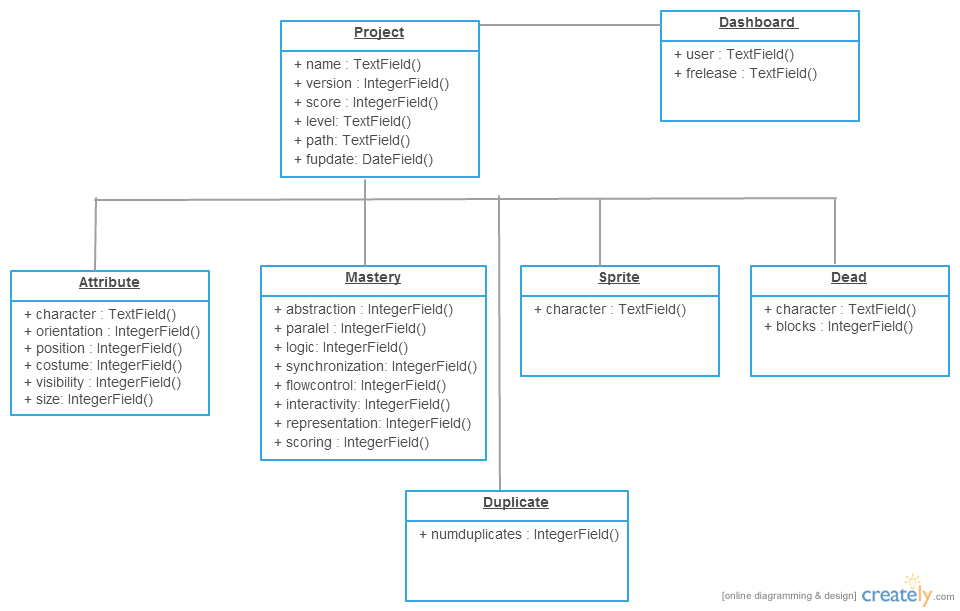 Project
+ name : TextField()
+ version : IntegerField()
+ score : IntegerField()
+ level: TextField()
+ path: TextField()
+ fupdate: DateField()
Dashboard
+ user : TextField()
+ frelease : TextField()
Attribute
+ character : TextField()
+ orientation : IntegerField()
+ position : IntegerField()
+ costume: IntegerField()
+ visibility : IntegerField()
+ size: IntegerField()
Mastery
+ abstraction : IntegerField()
+ paralel : IntegerField()
+ logic: IntegerField()
+ synchronization: IntegerField()
+ flowcontrol: IntegerField()
+ interactivity: IntegerField()
+ representation: IntegerField()
+ scoring : IntegerField()
Sprite
+ character : TextField()
Dead
+ character : TextField()
+ blocks : IntegerField()
Duplicate
+ numduplicates : IntegerField()
[online diagramming & design] creately.com